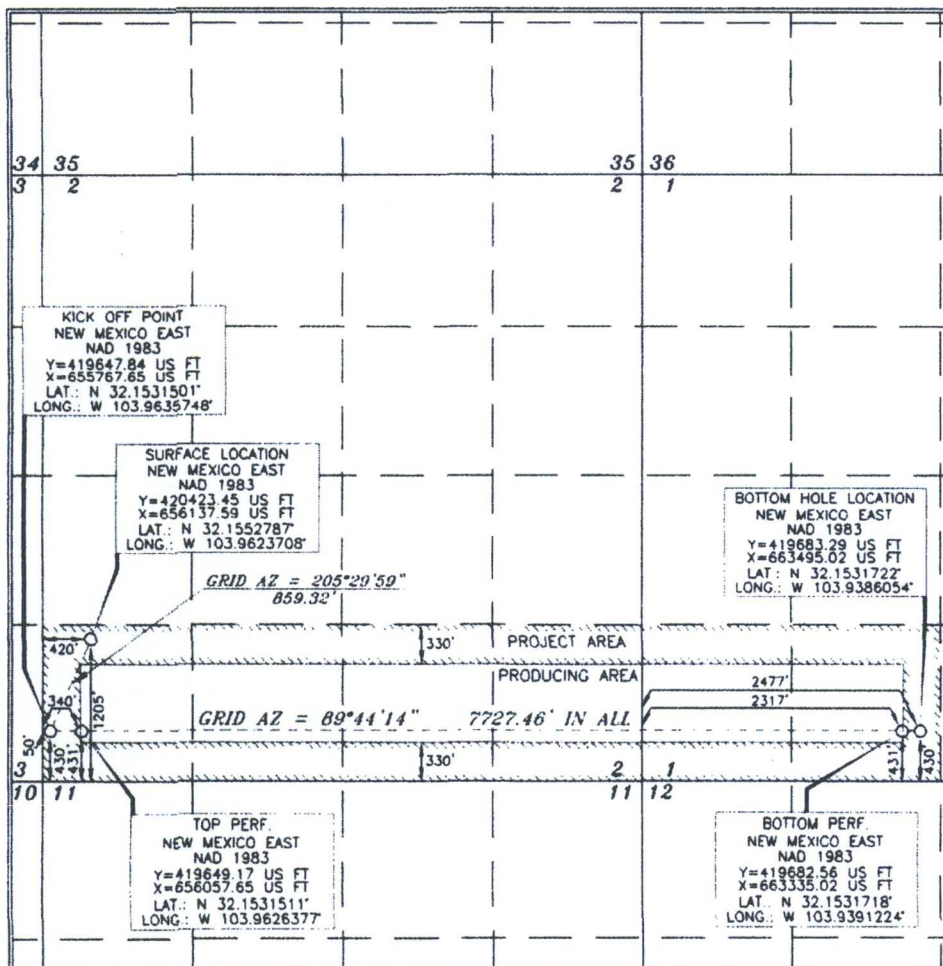 34 35
3 2
35 36
2 1
KICK OFF POINT
NEW MEXICO EAST
NAD 1983
Y=419647.84 US FT
X=655767.65 US FT
LAT.: N 32.1531501°
LONG.: W 103.9635748°
SURFACE LOCATION
NEW MEXICO EAST
NAD 1983
Y=420423.45 US FT
X=656137.59 US FT
LAT.: N 32.1552787°
LONG.: W 103.9623708°
BOTTOM HOLE LOCATION
NEW MEXICO EAST
NAD 1983
Y=419683.29 US FT
X=663495.02 US FT
LAT.: N 32.1531722°
LONG.: W 103.9386054°
GRID AZ = 205°29'59"
859.32'
420'
330'
PROJECT AREA
PRODUCING AREA
2477'
2317'
340'
1205'
GRID AZ = 89°44'14" 7727.46' IN ALL
50'
430'
431'
330'
431'
430'
3
10 11
2 1
11 12
TOP PERF.
NEW MEXICO EAST
NAD 1983
Y=419649.17 US FT
X=656057.65 US FT
LAT.: N 32.1531511°
LONG.: W 103.9626377°
BOTTOM PERF.
NEW MEXICO EAST
NAD 1983
Y=419682.56 US FT
X=663335.02 US FT
LAT.: N 32.1531718°
LONG.: W 103.9391224°